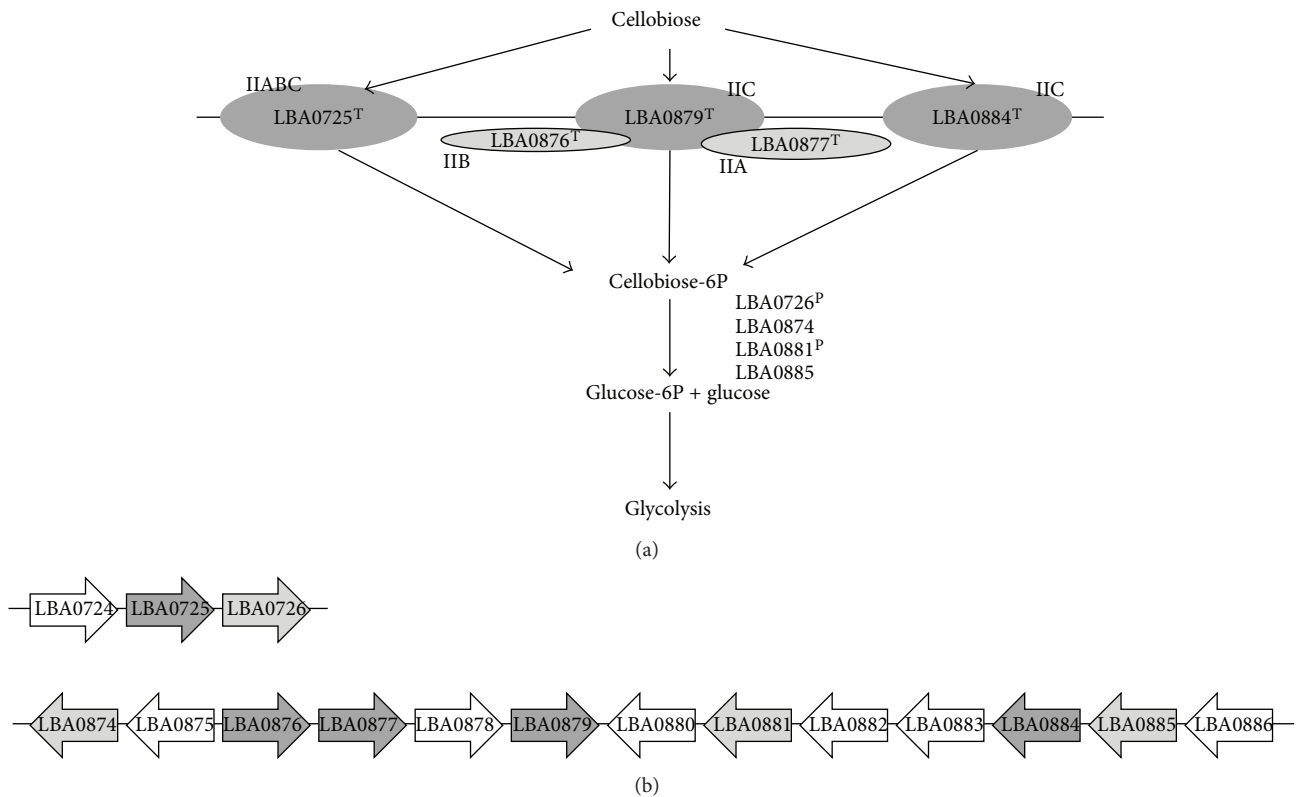 Cellobiose
IIABC
IIC
IIC
LBA0725ᵀ
LBA0879ᵀ
LBA0884ᵀ
LBA0876ᵀ
LBA0877ᵀ
IIB
IIA
Cellobiose-6P
LBA0726ᴾ
LBA0874
LBA0881ᴾ
LBA0885
Glucose-6P + glucose
Glycolysis
(a)
LBA0724 LBA0725 LBA0726
LBA0874 LBA0875 LBA0876 LBA0877 LBA0878 LBA0879 LBA0880 LBA0881 LBA0882 LBA0883 LBA0884 LBA0885 LBA0886
(b)